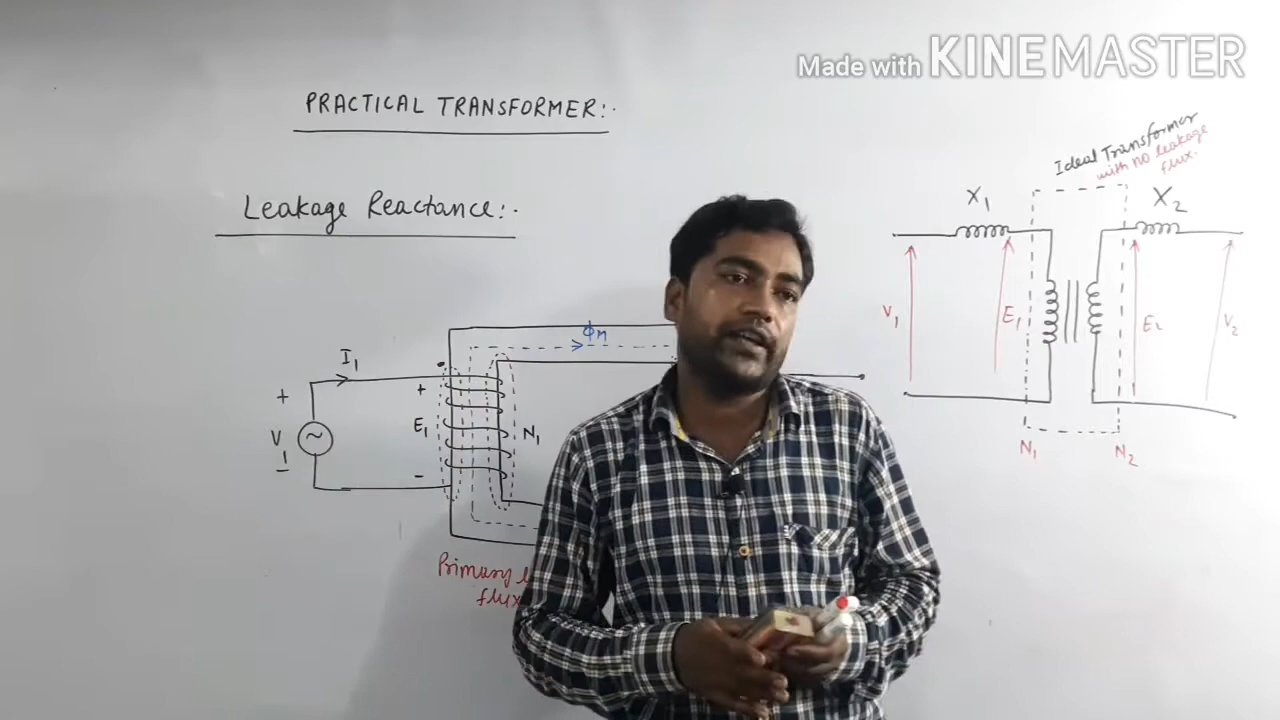 Made with KINEMASTER
PRACTICAL TRANSFORMER:.
Leakage Reactance:.
Ideal Transformer
with no leakage
flux.
X1
X2
V1
E1
E2
V2
N1
N2
I1
ΦM
+
V1
E1
+
-
N1
Primary
flux